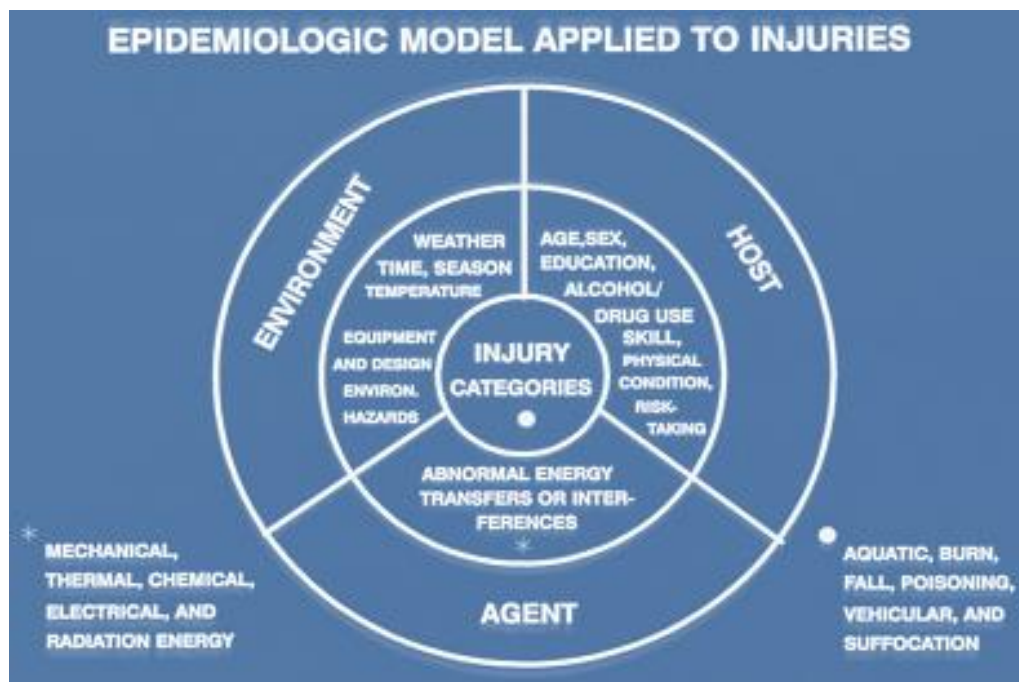 EPIDEMIOLOGIC MODEL APPLIED TO INJURIES
ENVIRONMENT
HOST
WEATHER
TIME, SEASON
TEMPERATURE
EQUIPMENT
AND DESIGN
ENVIRON.
HAZARDS
AGE,SEX,
EDUCATION,
ALCOHOL/
DRUG USE
SKILL,
PHYSICAL
CONDITION,
RISK-
TAKING
INJURY
CATEGORIES
ABNORMAL ENERGY
TRANSFERS OR INTER-
FERENCES
*
AGENT
* MECHANICAL,
THERMAL, CHEMICAL,
ELECTRICAL, AND
RADIATION ENERGY
AQUATIC, BURN,
FALL, POISONING,
VEHICULAR, AND
SUFFOCATION